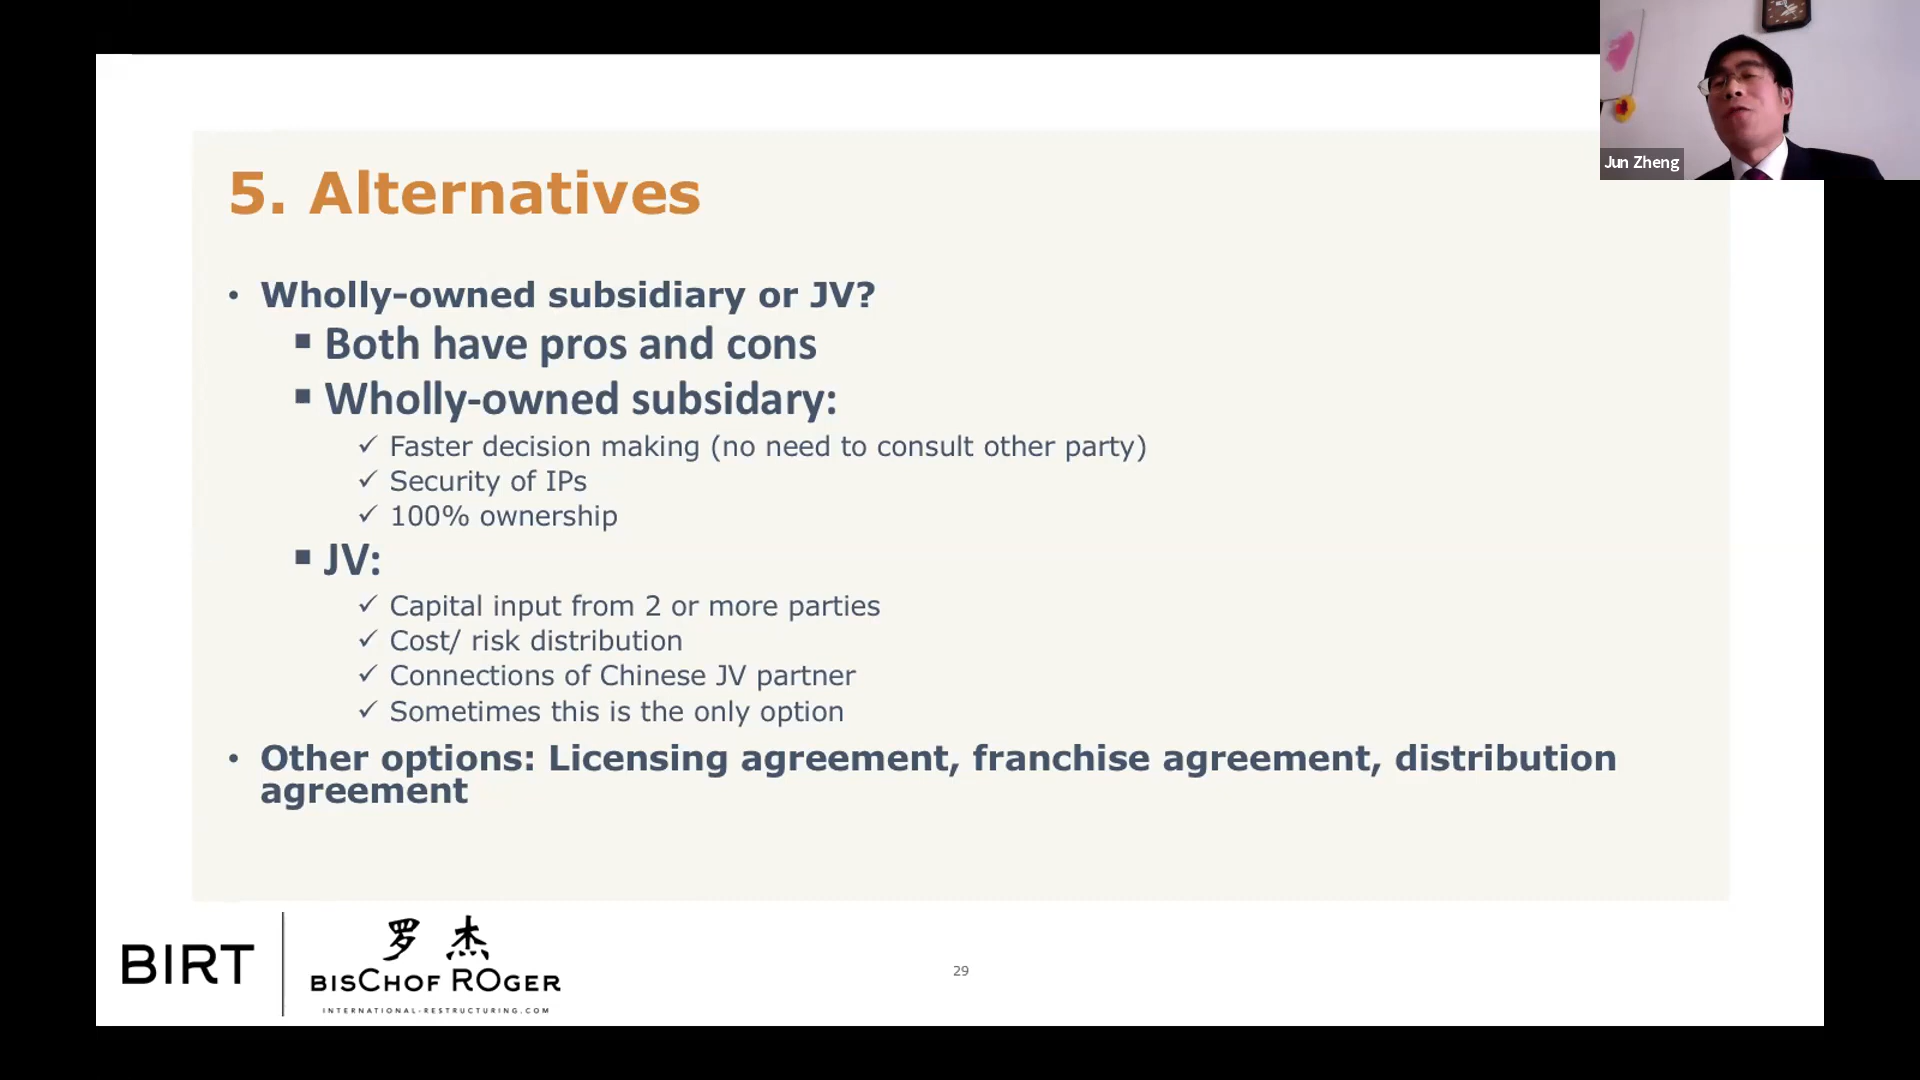 5. Alternatives
• Wholly-owned subsidiary or JV?
▪ Both have pros and cons
▪ Wholly-owned subsidary:
✓ Faster decision making (no need to consult other party)
✓ Security of IPs
✓ 100% ownership
▪ JV:
✓ Capital input from 2 or more parties
✓ Cost/ risk distribution
✓ Connections of Chinese JV partner
✓ Sometimes this is the only option
• Other options: Licensing agreement, franchise agreement, distribution
agreement
Jun Zheng
BIRT
罗 杰
BISCHOF ROGER
INTERNATIONAL-RESTRUCTURING.COM
29